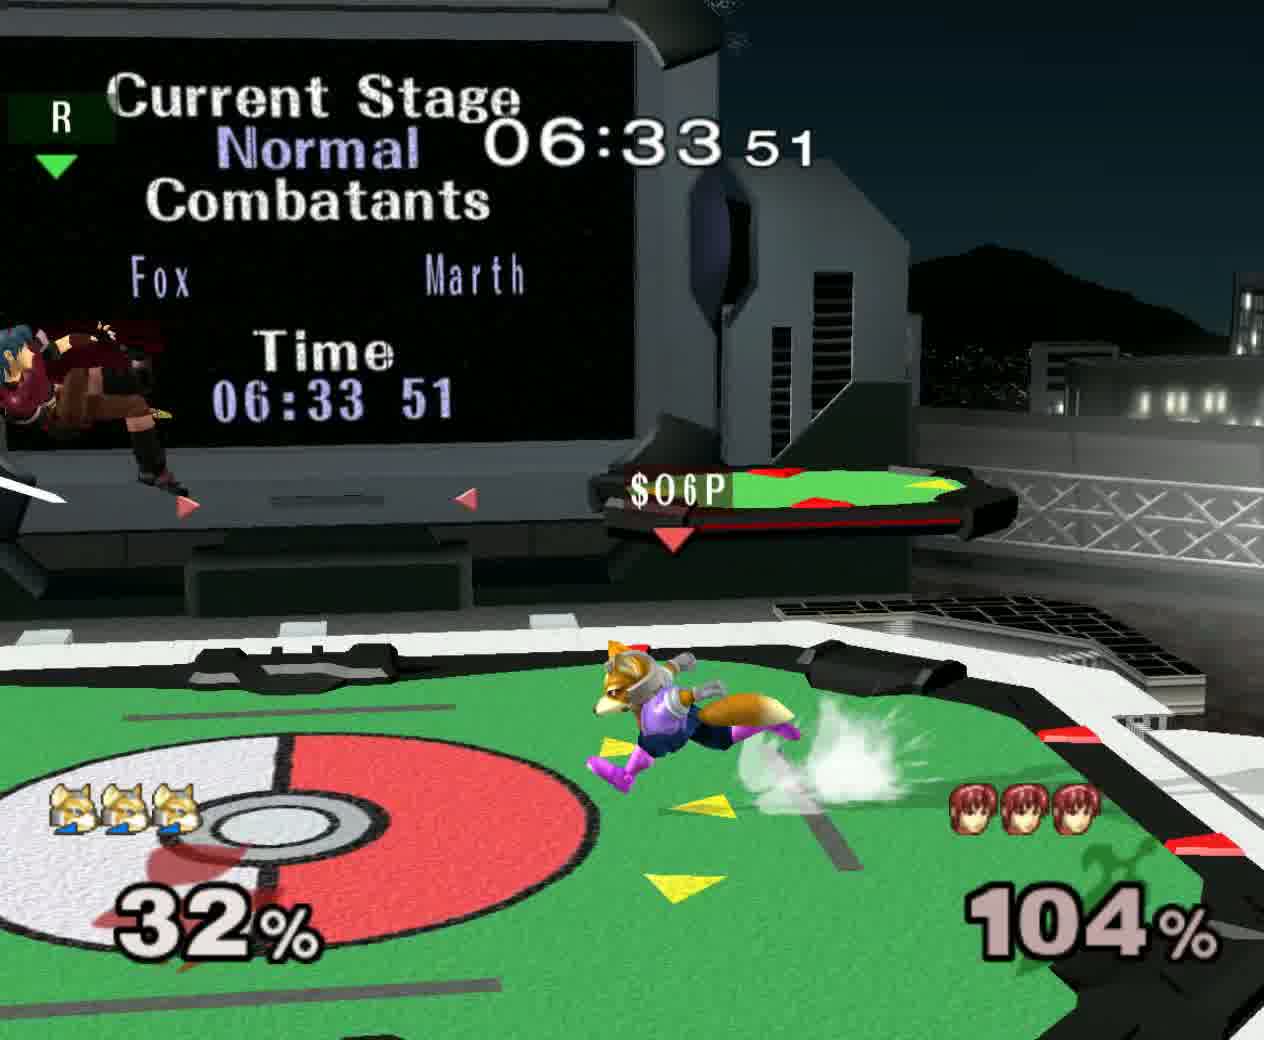 Current Stage
R
Normal
06:33 51
Combatants
Fox
Marth
Time
06:33 51
$06P
32%
104%